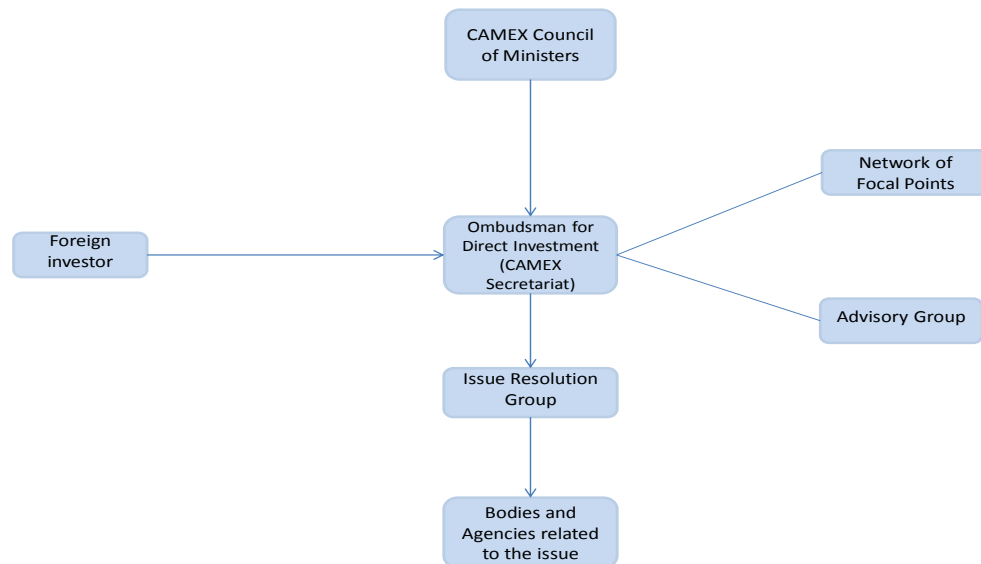 CAMEX Council
of Ministers
Network of
Focal Points
Foreign
investor
Ombudsman for
Direct Investment
(CAMEX
Secretariat)
Advisory Group
Issue Resolution
Group
Bodies and
Agencies related
to the issue